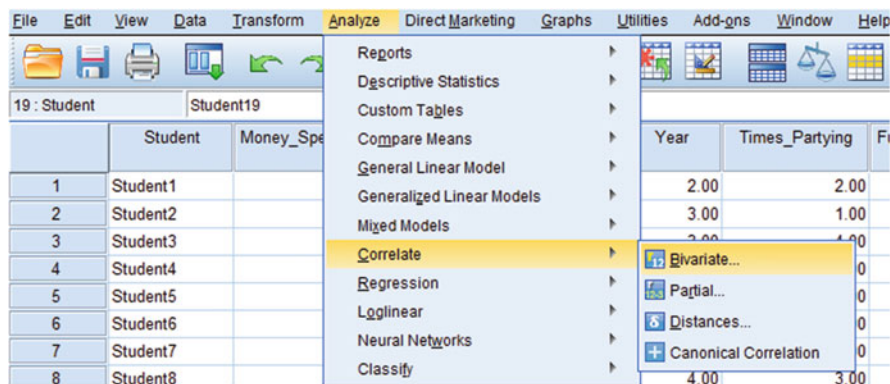 File Edit View Data Transform Analyze Direct Marketing Graphs Utilities Add-ons Window Help
19 : Student Student19
Student Money_Spe Year Times_Partying
1 Student1 2.00 2.00
2 Student2 3.00 1.00
3 Student3
4 Student4
5 Student5
6 Student6
7 Student7
8 Student8 4.00 3.00
Reports
Descriptive Statistics
Custom Tables
Compare Means
General Linear Model
Generalized Linear Models
Mixed Models
Correlate
Regression
Loglinear
Neural Networks
Classify
Bivariate...
Partial...
Distances...
Canonical Correlation